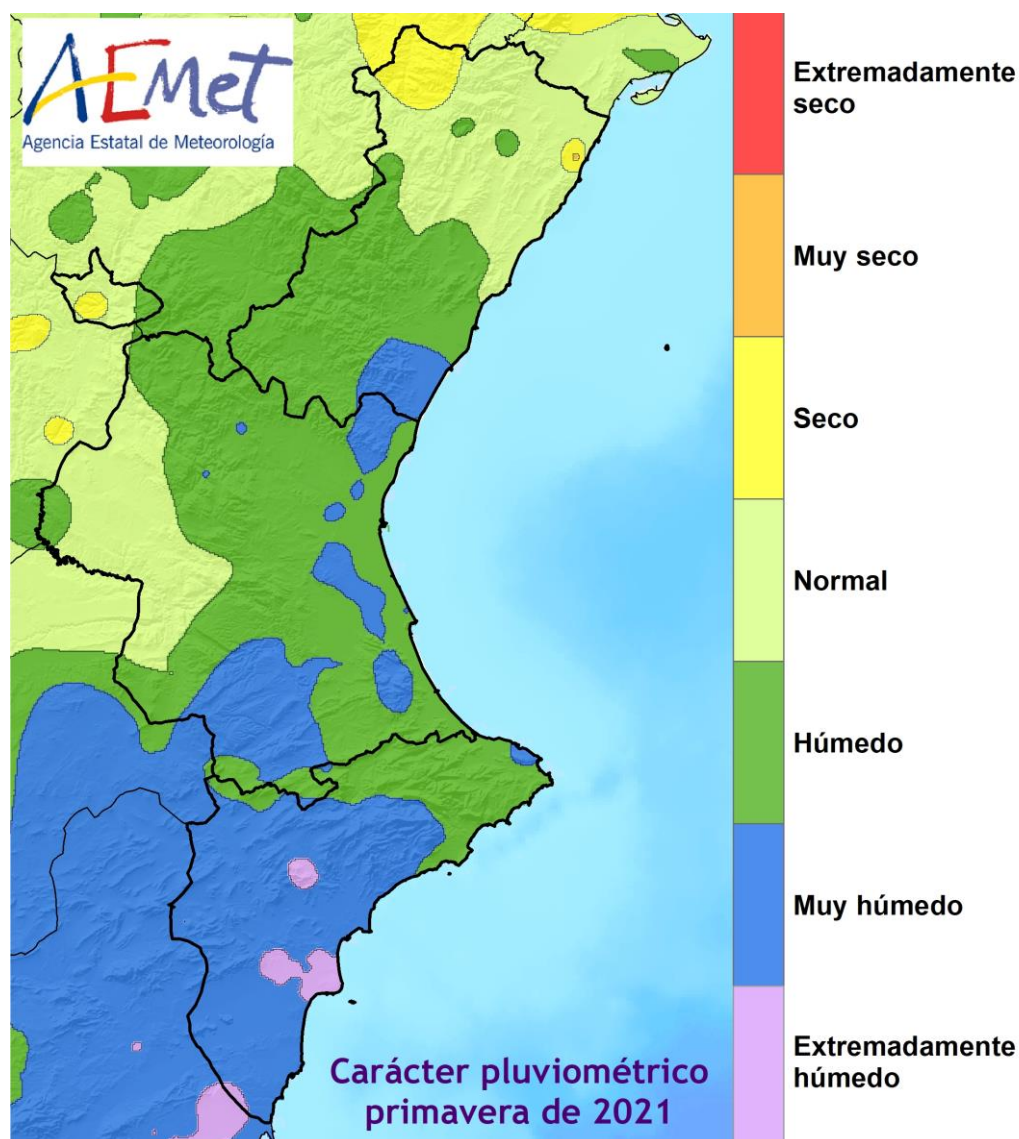 AEMet
Agencia Estatal de Meteorología
Extremadamente
seco
Muy seco
Seco
Normal
Húmedo
Muy húmedo
Extremadamente
húmedo
Carácter pluviométrico
primavera de 2021